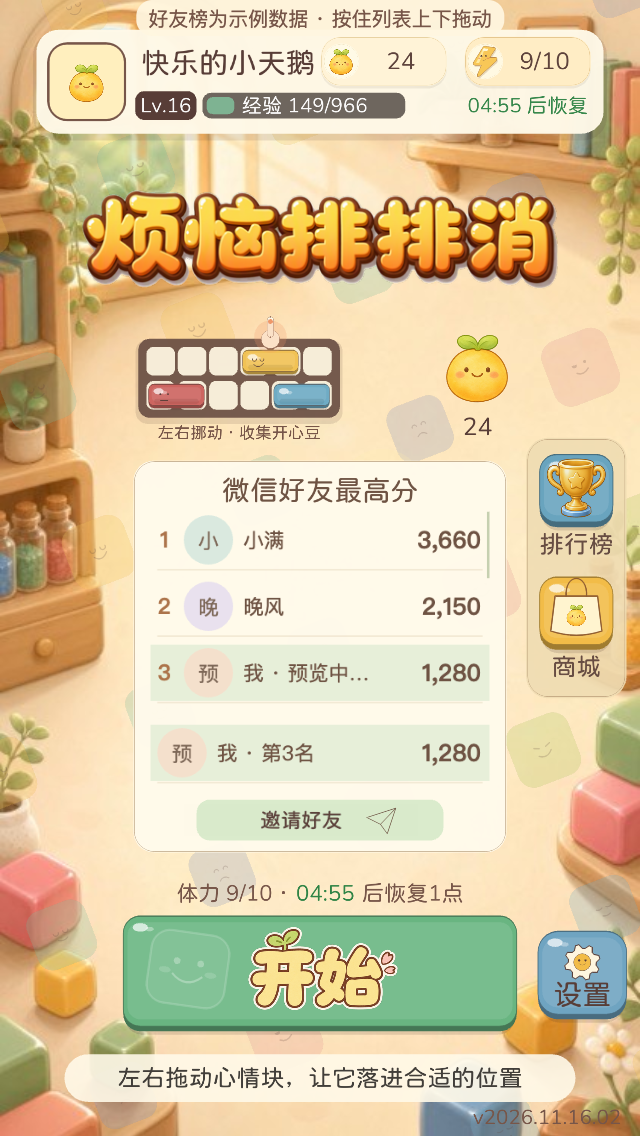 好友榜为示例数据 · 按住列表上下拖动
快乐的小天鹅 24 9/10
Lv.16 经验 149/966 04:55 后恢复
烦恼排排消
左右挪动 · 收集开心豆
24
微信好友最高分
1 小 小满 3,660
2 晚 晚风 2,150
3 预 我 · 预览中... 1,280
预 我 · 第3名 1,280
邀请好友
排行榜
商城
体力 9/10 · 04:55 后恢复1点
开始
设置
左右拖动心情块，让它落进合适的位置
v2026.11.16.02